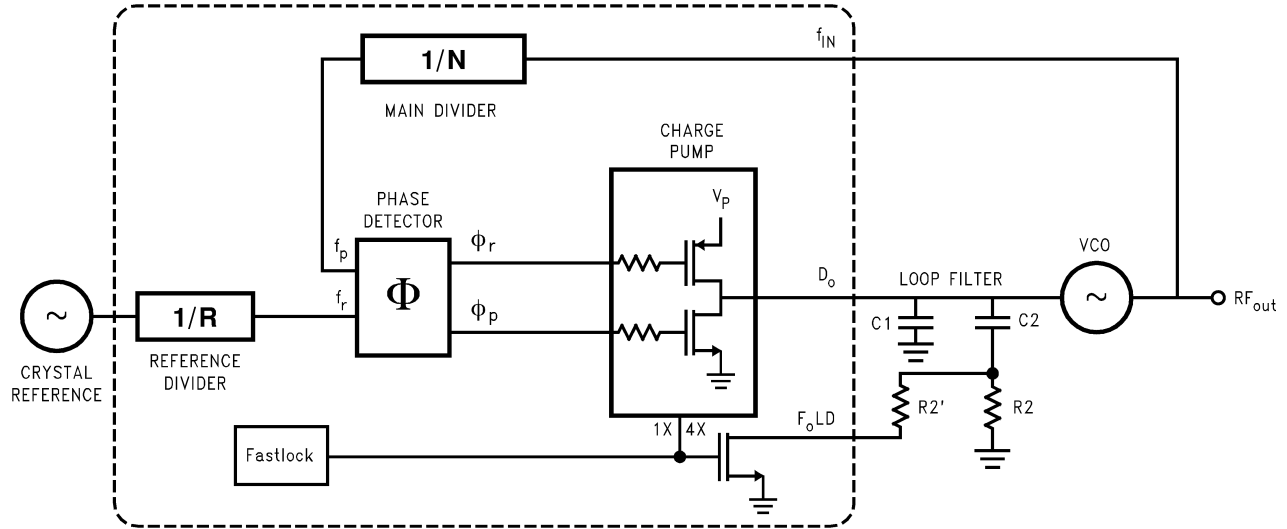 f_IN
1/N
MAIN DIVIDER
CHARGE
PUMP
V_P
PHASE
DETECTOR
f_p
ϕ_r
VCO
D_o
LOOP FILTER
f_r
Φ
~
~
RF_out
1/R
ϕ_p
C1
C2
REFERENCE
DIVIDER
CRYSTAL
REFERENCE
R2'
R2
1X
4X
F_oLD
Fastlock